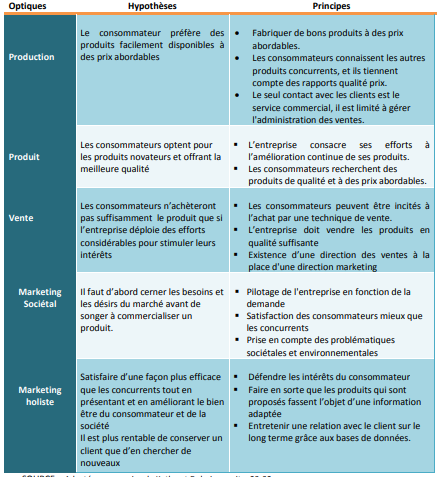 Optiques Hypothèses Principes
Production
Le consommateur préfère des
produits facilement disponibles à
des prix abordables
• Fabriquer de bons produits à des prix
abordables.
• Les consommateurs connaissent les autres
produits concurrents, et ils tiennent
compte des rapports qualité prix.
• Le seul contact avec les clients est le
service commercial, il est limité à gérer
l'administration des ventes.
Produit
Les consommateurs optent pour
les produits novateurs et offrant la
meilleure qualité
▪ L'entreprise consacre ses efforts à
l'amélioration continue de ses produits.
▪ Les consommateurs recherchent des
produits de qualité et à des prix abordables.
Vente
Les consommateurs n'achèteront
pas suffisamment le produit que si
l'entreprise déploie des efforts
considérables pour stimuler leurs
intérêts
▪ Les consommateurs peuvent être incités à
l'achat par une technique de vente.
▪ L'entreprise doit vendre les produits en
qualité suffisante
▪ Existence d'une direction des ventes à la
place d'une direction marketing
Marketing
Sociétal
Il faut d'abord cerner les besoins et
les désirs du marché avant de
songer à commercialiser un
produit.
▪ Pilotage de l'entreprise en fonction de la
demande
▪ Satisfaction des consommateurs mieux que
les concurrents
▪ Prise en compte des problématiques
sociétales et environnementales
Marketing
holiste
Satisfaire d'une façon plus efficace
que les concurrents tout en
présentant et en améliorant le bien
être du consommateur et de la
société
Il est plus rentable de conserver un
client que d'en chercher de
nouveaux
▪ Défendre les intérêts du consommateur
▪ Faire en sorte que les produits qui sont
proposés fassent l'objet d'une information
adaptée
▪ Entretenir une relation avec le client sur le
long terme grâce aux bases de données.